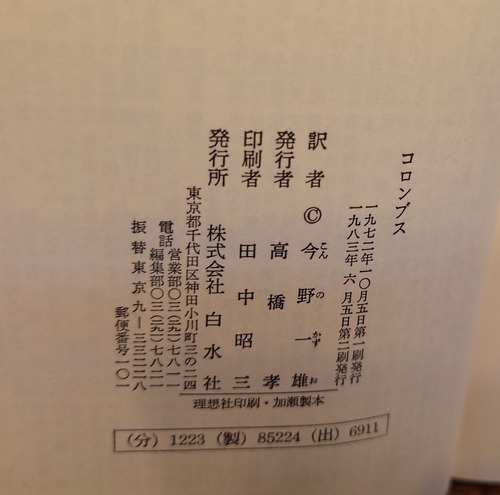 コロンブス
一九七二年一〇月五日第一刷発行
一九八三年六月五日第二刷発行
訳者 © 今野一雄
こん の かず お
発行者 高橋孝
印刷者 田中昭三
発行所 株式会社白水社
東京都千代田区神田小川町三の二四
電話 営業部〇三(二九一)七八一一
編集部〇三(二九一)七八二一
振替東京九―三三二二八
郵便番号一〇一
理想社印刷・加瀬製本
(分) 1223 (製) 85224 (出) 6911